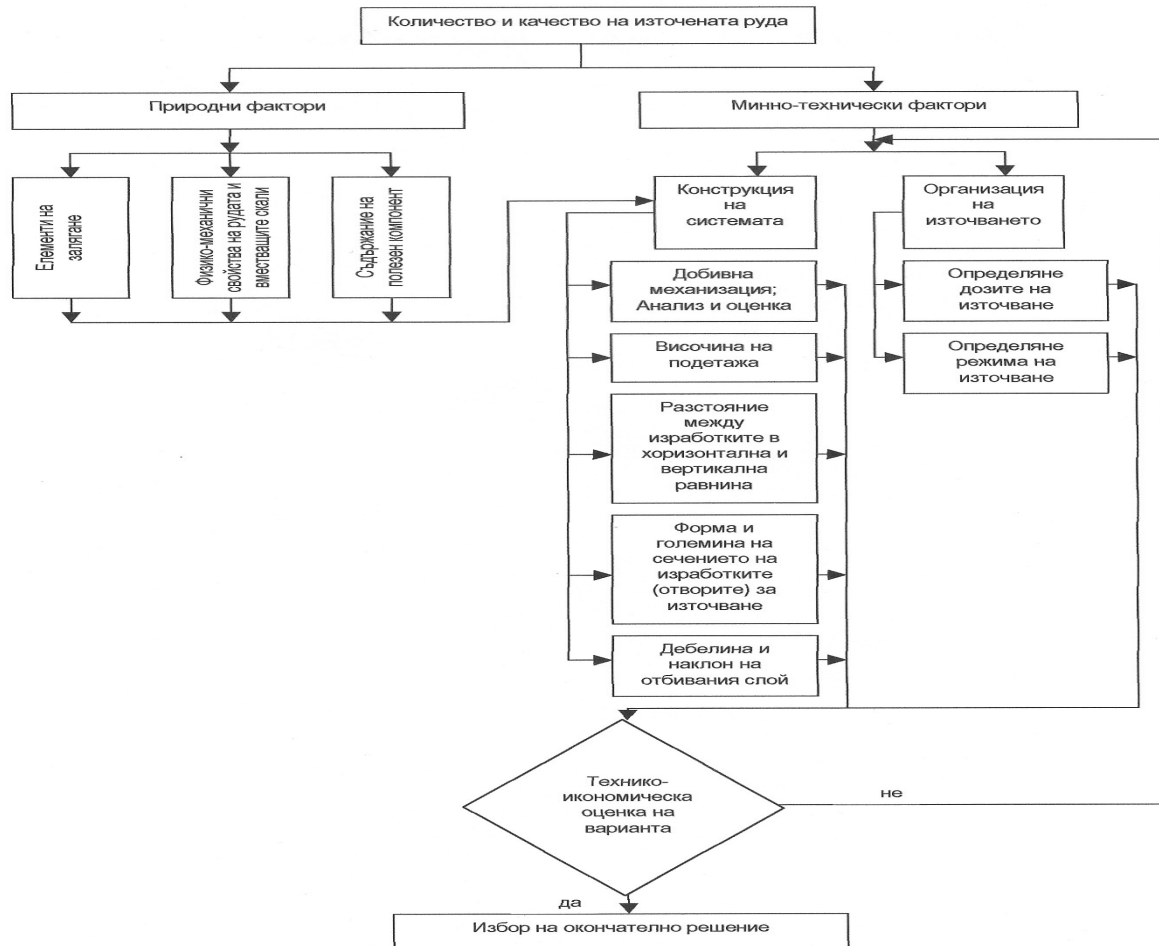 Количество и качество на източената руда
Природни фактори
Минно-технически фактори
Елементи на
залягане
Физико-механични
свойства на рудата и
вместващите скали
Съдържание на
полезен компонент
Конструкция
на
системата
Организация
на
източването
Добивна
механизация;
Анализ и оценка
Определяне
дозите на
източване
Височина на
подетажа
Определяне
режима на
източване
Разстояние
между
изработките в
хоризонтална и
вертикална
равнина
Форма и
големина на
сечението на
изработките
(отворите) за
източване
Дебелина и
наклон на
отбивания слой
Технико-
икономическа
оценка на
варианта
не
да
Избор на окончателно решение